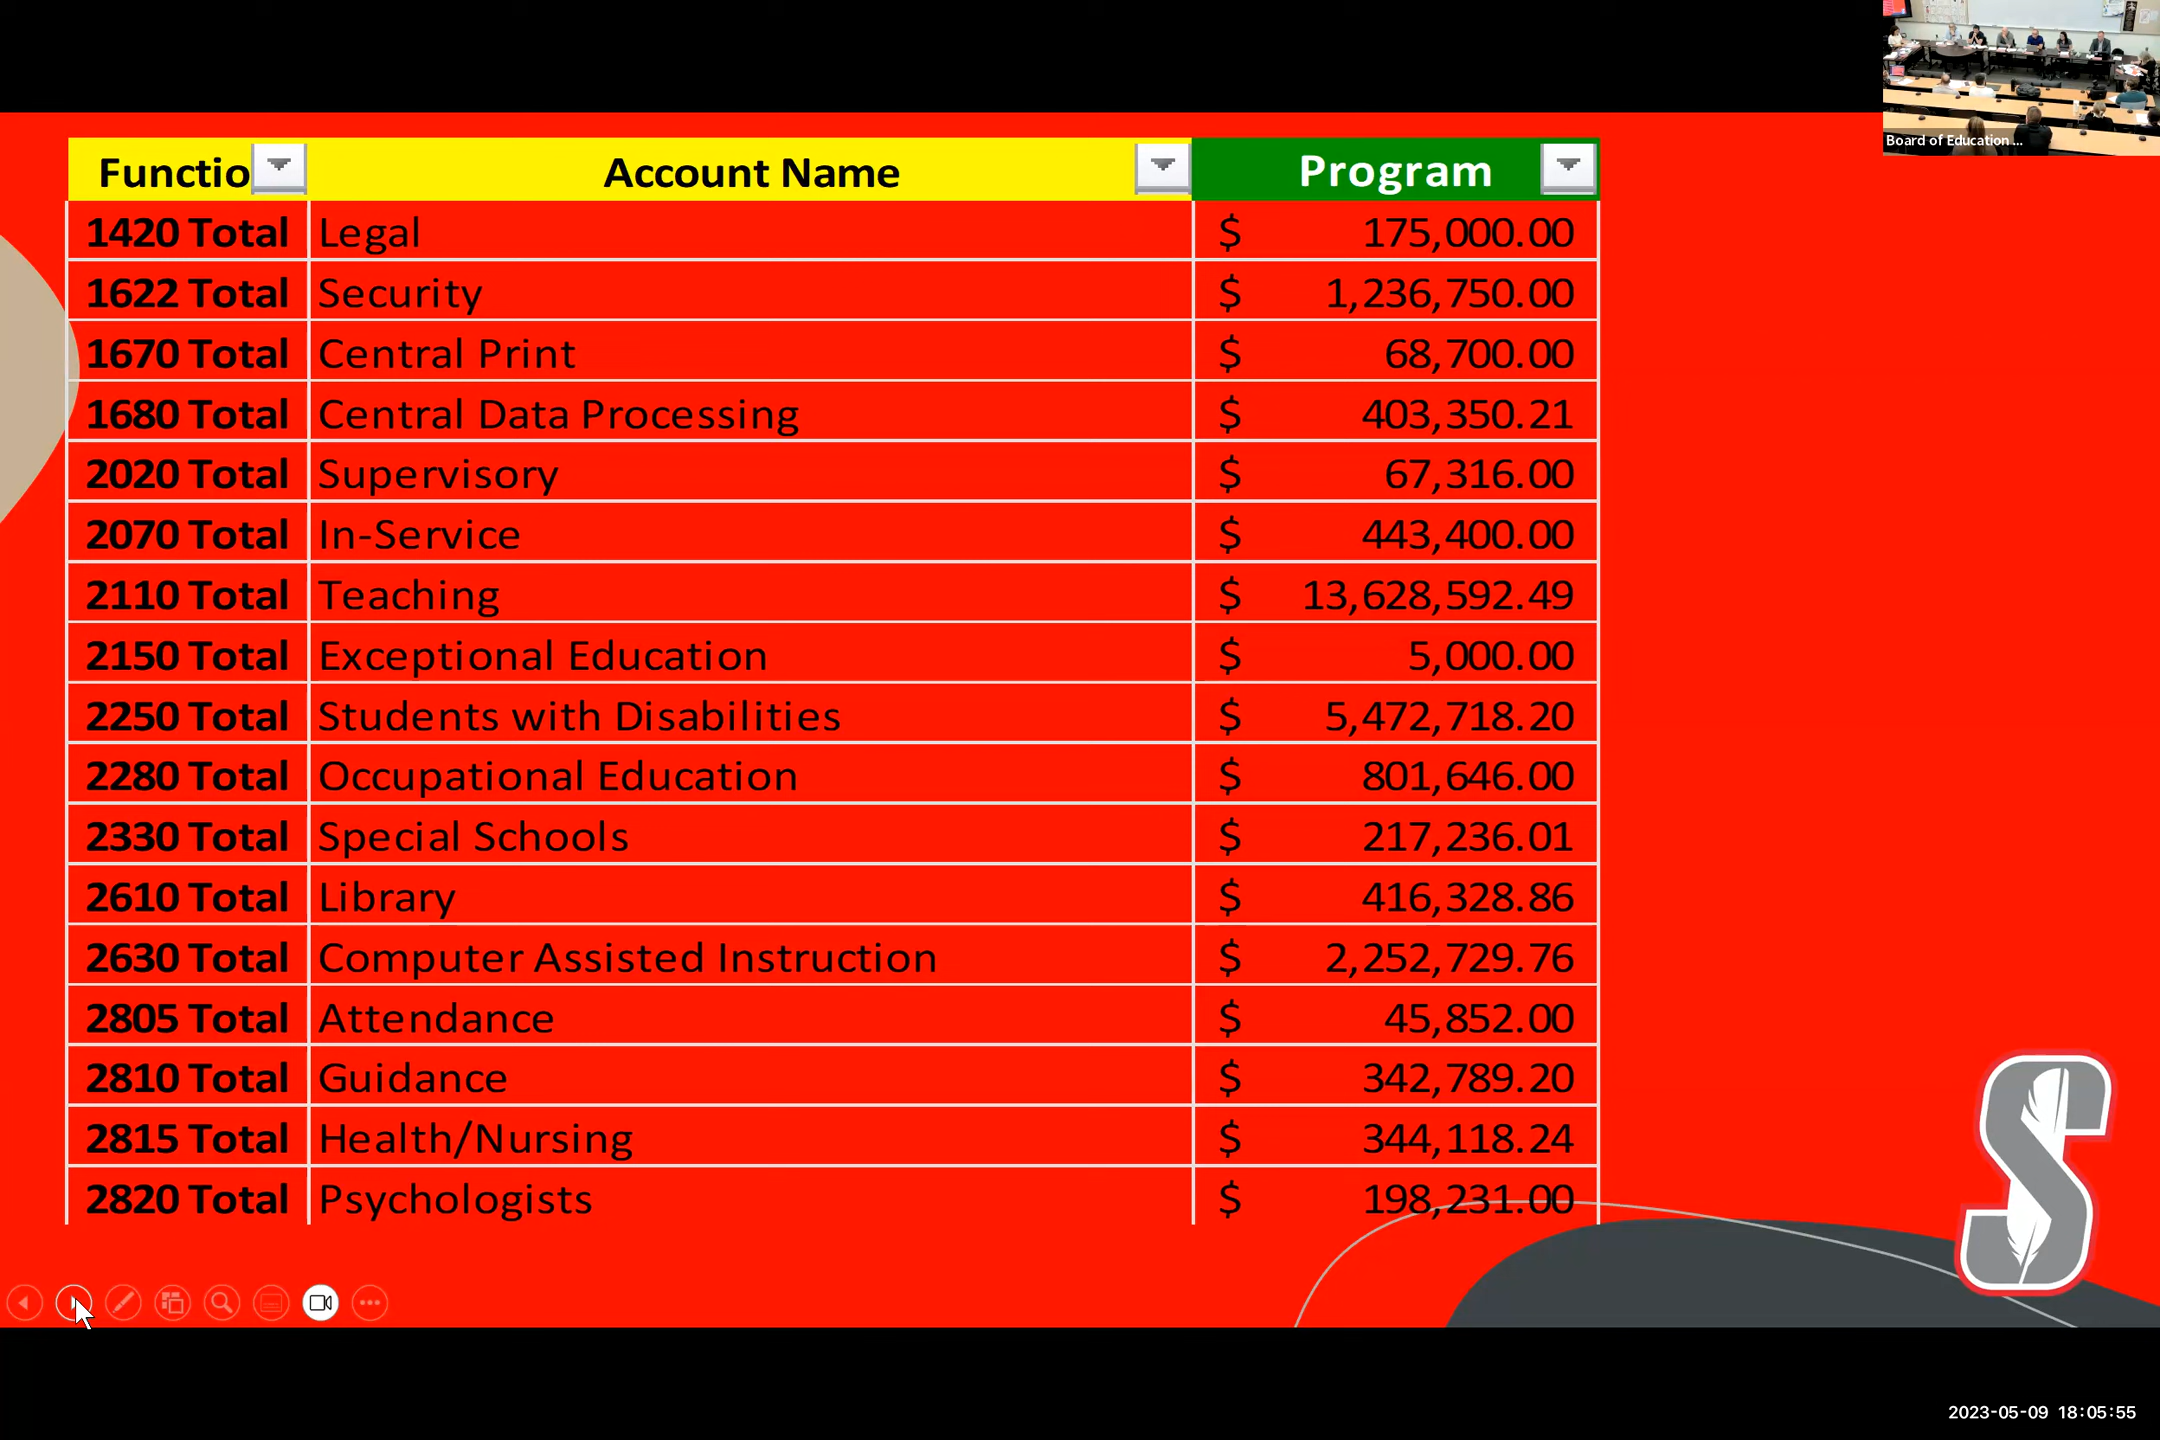 Board of Education ...
Functio Account Name Program
1420 Total Legal $ 175,000.00
1622 Total Security $ 1,236,750.00
1670 Total Central Print $ 68,700.00
1680 Total Central Data Processing $ 403,350.21
2020 Total Supervisory $ 67,316.00
2070 Total In-Service $ 443,400.00
2110 Total Teaching $ 13,628,592.49
2150 Total Exceptional Education $ 5,000.00
2250 Total Students with Disabilities $ 5,472,718.20
2280 Total Occupational Education $ 801,646.00
2330 Total Special Schools $ 217,236.01
2610 Total Library $ 416,328.86
2630 Total Computer Assisted Instruction $ 2,252,729.76
2805 Total Attendance $ 45,852.00
2810 Total Guidance $ 342,789.20
2815 Total Health/Nursing $ 344,118.24
2820 Total Psychologists $ 198,231.00
S
2023-05-09 18:05:55